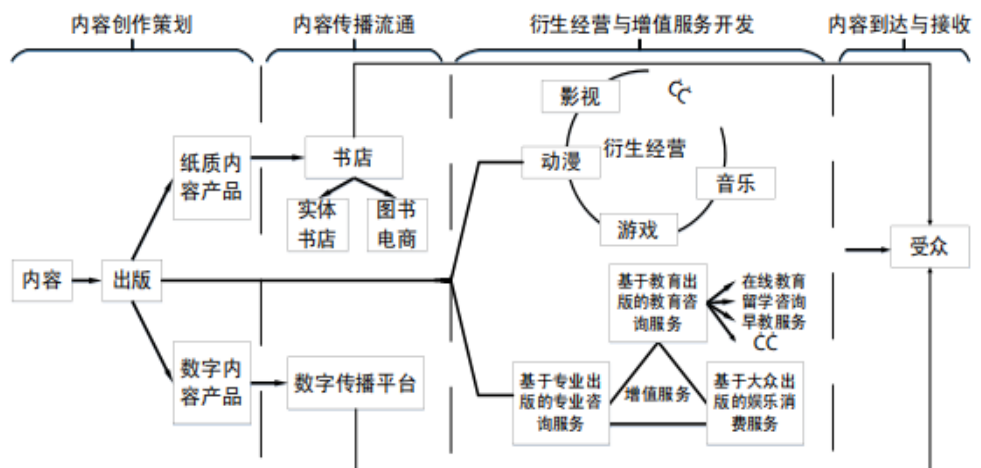 内容创作策划
内容传播流通
衍生经营与增值服务开发
内容到达与接收
影视
ĊĊ
纸质内
容产品
书店
动漫
衍生经营
音乐
实体
书店
图书
电商
游戏
受众
内容
出版
基于教育出
版的教育咨
询服务
在线教育
留学咨询
早教服务
ĊĊ
数字内
容产品
数字传播平台
基于专业出
版的专业咨
询服务
增值服务
基于大众出
版的娱乐消
费服务